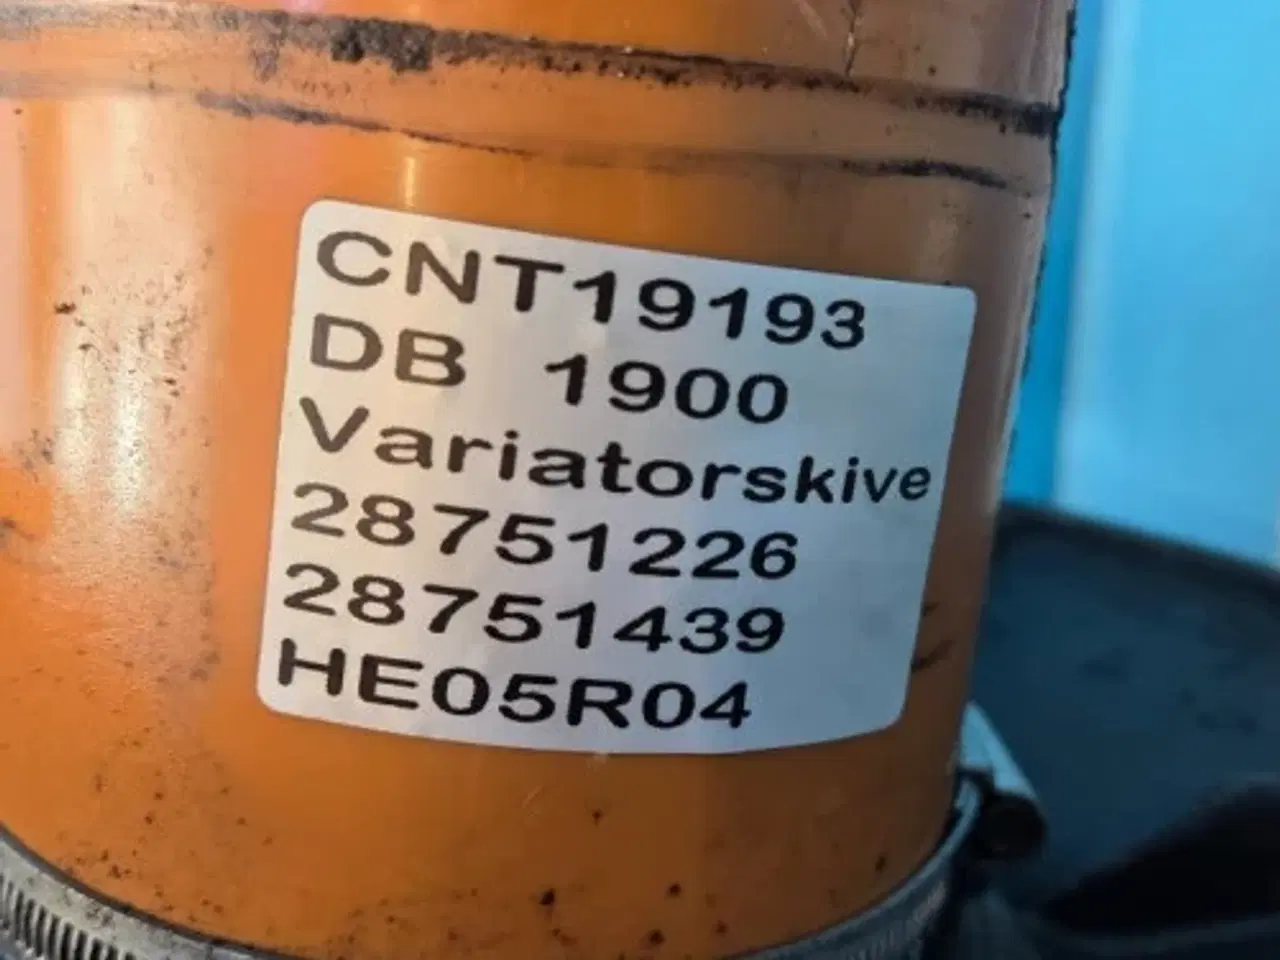 CNT19193
DB 1900
Variatorskive
28751226
28751439
HE05R04